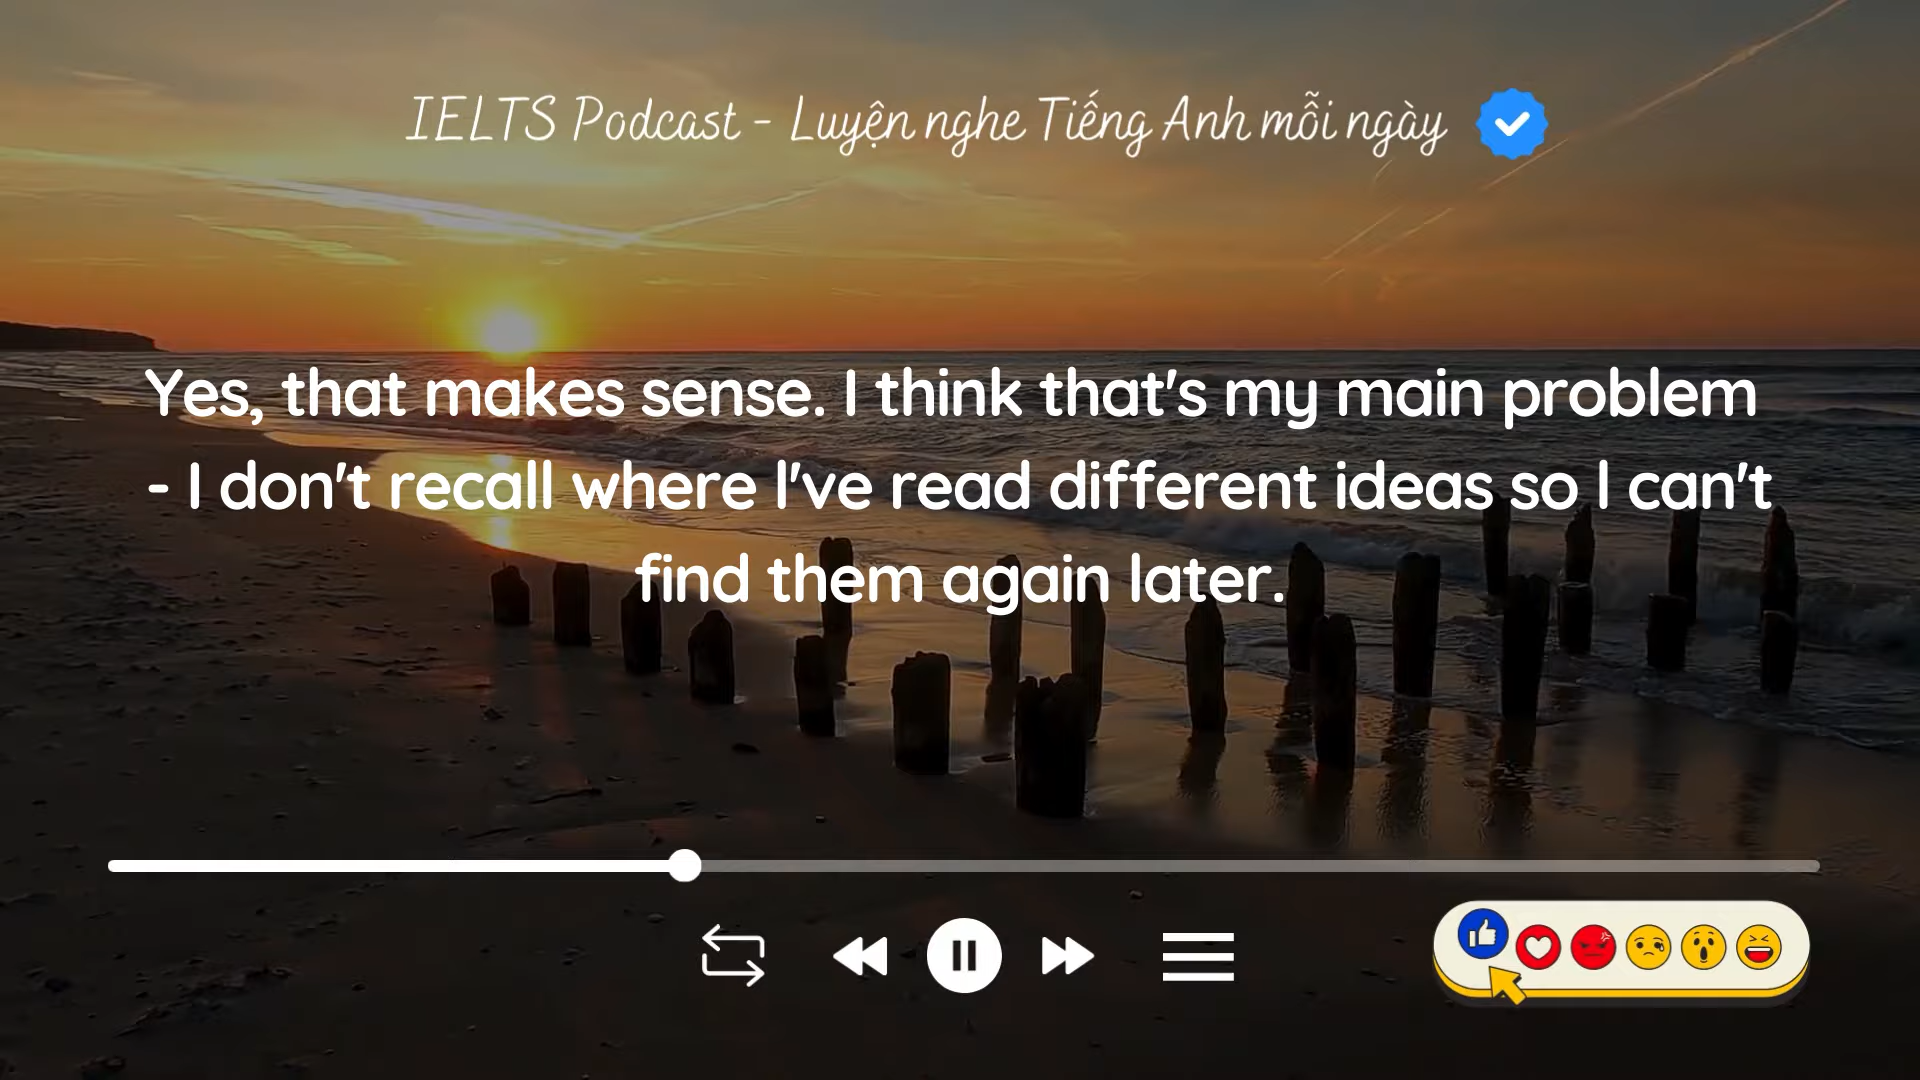 IELTS Podcast - Luyện nghe Tiếng Anh mỗi ngày
Yes, that makes sense. I think that's my main problem
- I don't recall where I've read different ideas so I can't
find them again later.